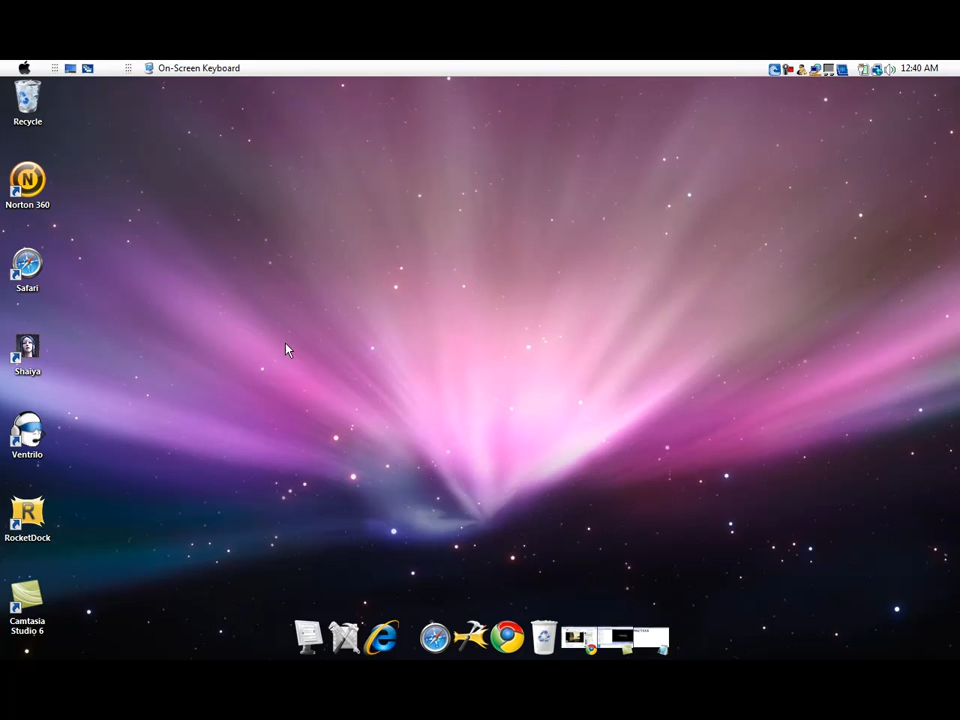 On-Screen Keyboard
12:40 AM
Recycle
N
Norton 360
Safari
Shaiya
Ventrilo
R
RocketDock
Camtasia
Studio 6